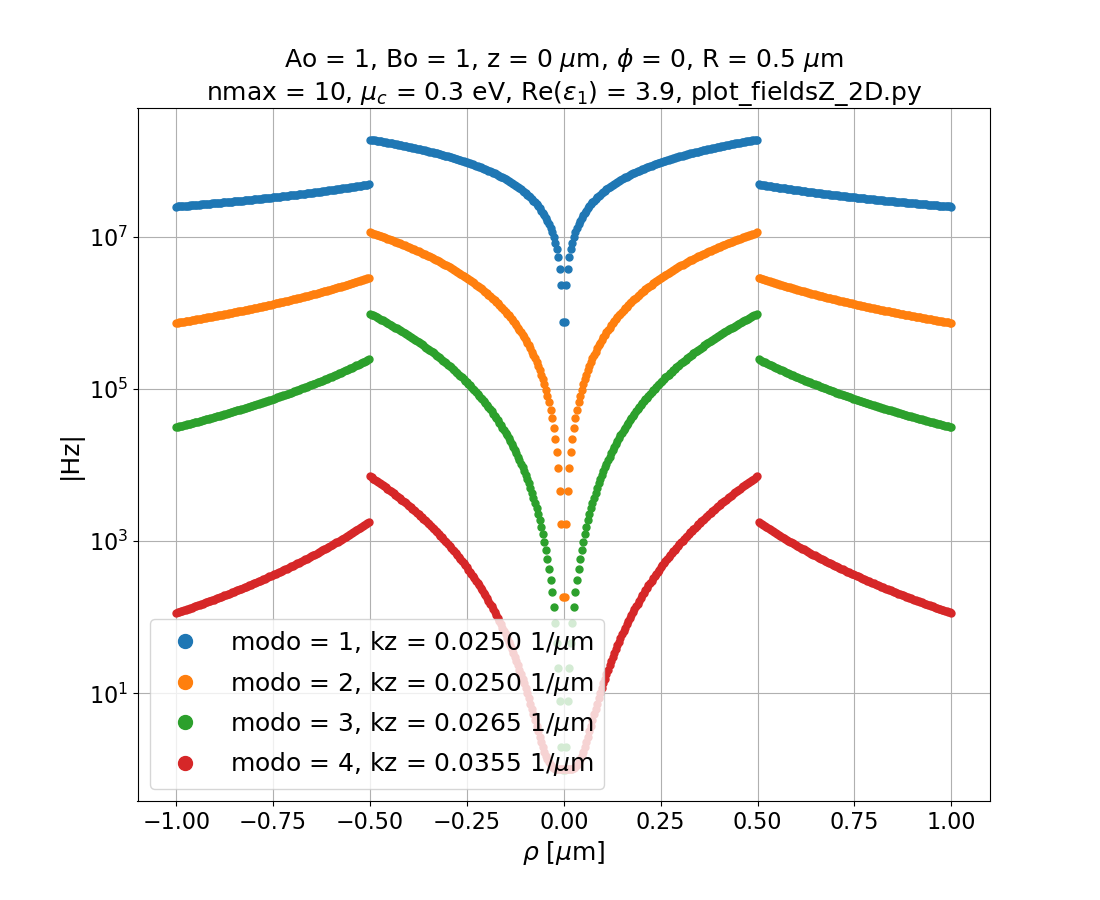 Ao = 1, Bo = 1, z = 0 μm, ϕ = 0, R = 0.5 μm
nmax = 10, μc = 0.3 eV, Re(ε1) = 3.9, plot_fieldsZ_2D.py
|Hz|
10^7
10^5
10^3
10^1
modo = 1, kz = 0.0250 1/μm
modo = 2, kz = 0.0250 1/μm
modo = 3, kz = 0.0265 1/μm
modo = 4, kz = 0.0355 1/μm
−1.00 −0.75 −0.50 −0.25 0.00 0.25 0.50 0.75 1.00
ρ [μm]